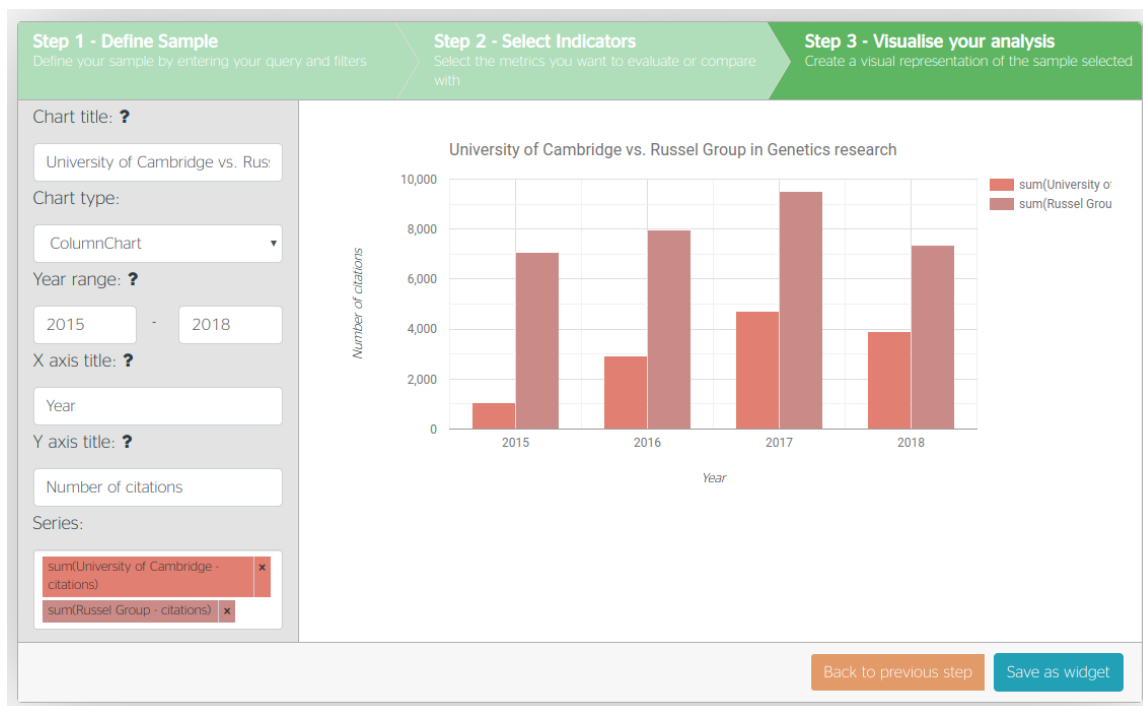 Step 1 - Define Sample
Define your sample by entering your query and filters
Step 2 - Select Indicators
Select the metrics you want to evaluate or compare
with
Step 3 - Visualise your analysis
Create a visual representation of the sample selected
Chart title: ?
University of Cambridge vs. Rus
Chart type:
ColumnChart
Year range: ?
2015 - 2018
X axis title: ?
Year
Y axis title: ?
Number of citations
Series:
sum(University of Cambridge -
citations)
×
sum(Russel Group - citations) ×
University of Cambridge vs. Russel Group in Genetics research
10,000
8,000
6,000
4,000
2,000
0
Number of citations
2015 2016 2017 2018
Year
sum(University of
sum(Russel Grou
Back to previous step
Save as widget